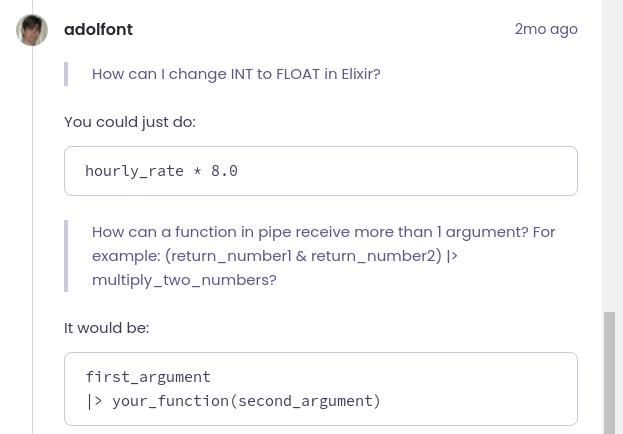 adolfont
2mo ago
How can I change INT to FLOAT in Elixir?
You could just do:
hourly_rate * 8.0
How can a function in pipe receive more than 1 argument? For
example: (return_number1 & return_number2) |>
multiply_two_numbers?
It would be:
first_argument
|> your_function(second_argument)